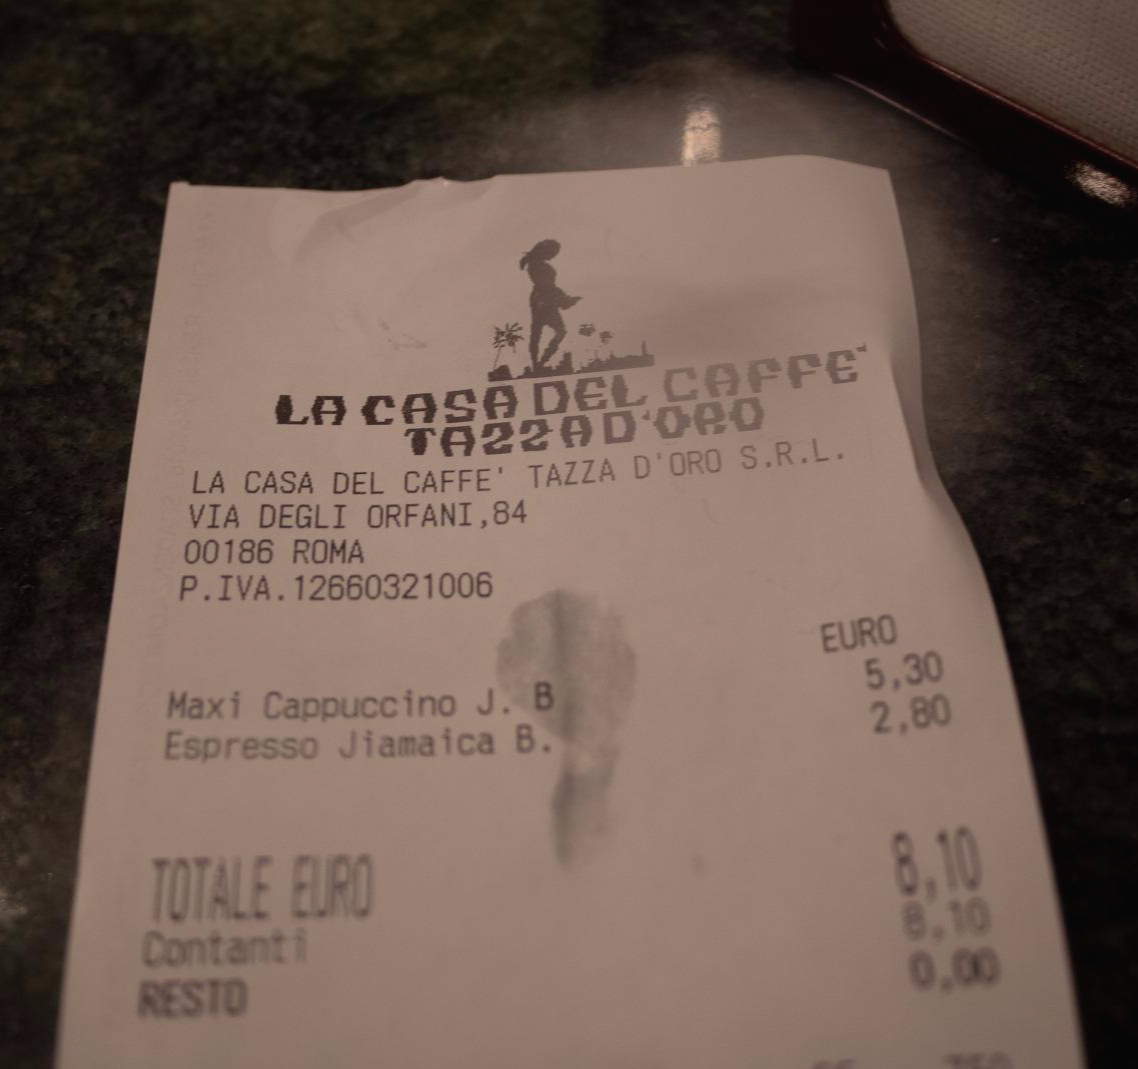 LA CASA DEL CAFFE'
TAZZA D'ORO
LA CASA DEL CAFFE' TAZZA D'ORO S.R.L.
VIA DEGLI ORFANI,84
00186 ROMA
P.IVA.12660321006
EURO
Maxi Cappuccino J. B 5,30
Espresso Jiamaica B. 2,80
TOTALE EURO 8,10
Contanti 8,10
RESTO 0,00